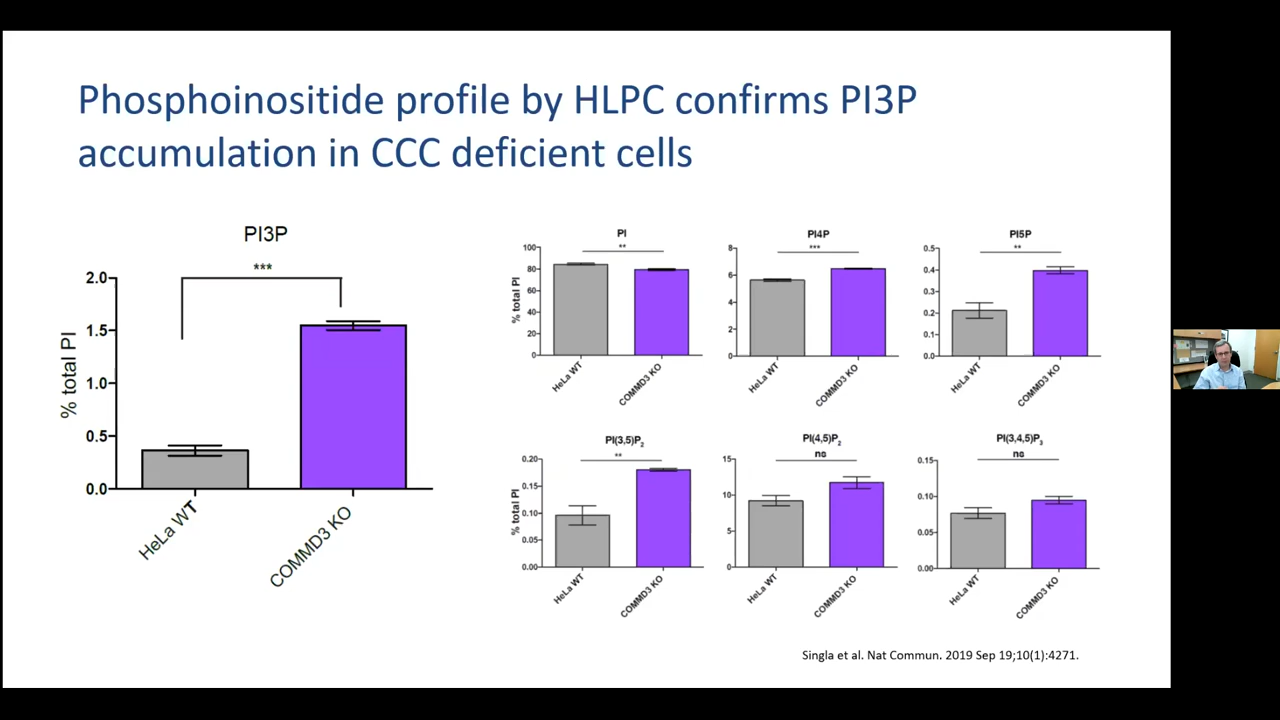 Phosphoinositide profile by HLPC confirms PI3P
accumulation in CCC deficient cells
PI3P
***
% total PI
2.0
1.5
1.0
0.5
0.0
HeLa WT
COMMD3 KO
PI
**
% total PI
100
80
60
40
20
0
HeLa WT
COMMD3 KO
PI4P
***
8
6
4
2
0
HeLa WT
COMMD3 KO
PI5P
**
0.5
0.4
0.3
0.2
0.1
0.0
HeLa WT
COMMD3 KO
PI(3,5)P2
**
% total PI
0.20
0.15
0.10
0.05
0.00
HeLa WT
COMMD3 KO
PI(4,5)P2
ns
15
10
5
0
HeLa WT
COMMD3 KO
PI(3,4,5)P3
ns
0.15
0.10
0.05
0.00
HeLa WT
COMMD3 KO
Singla et al. Nat Commun. 2019 Sep 19;10(1):4271.